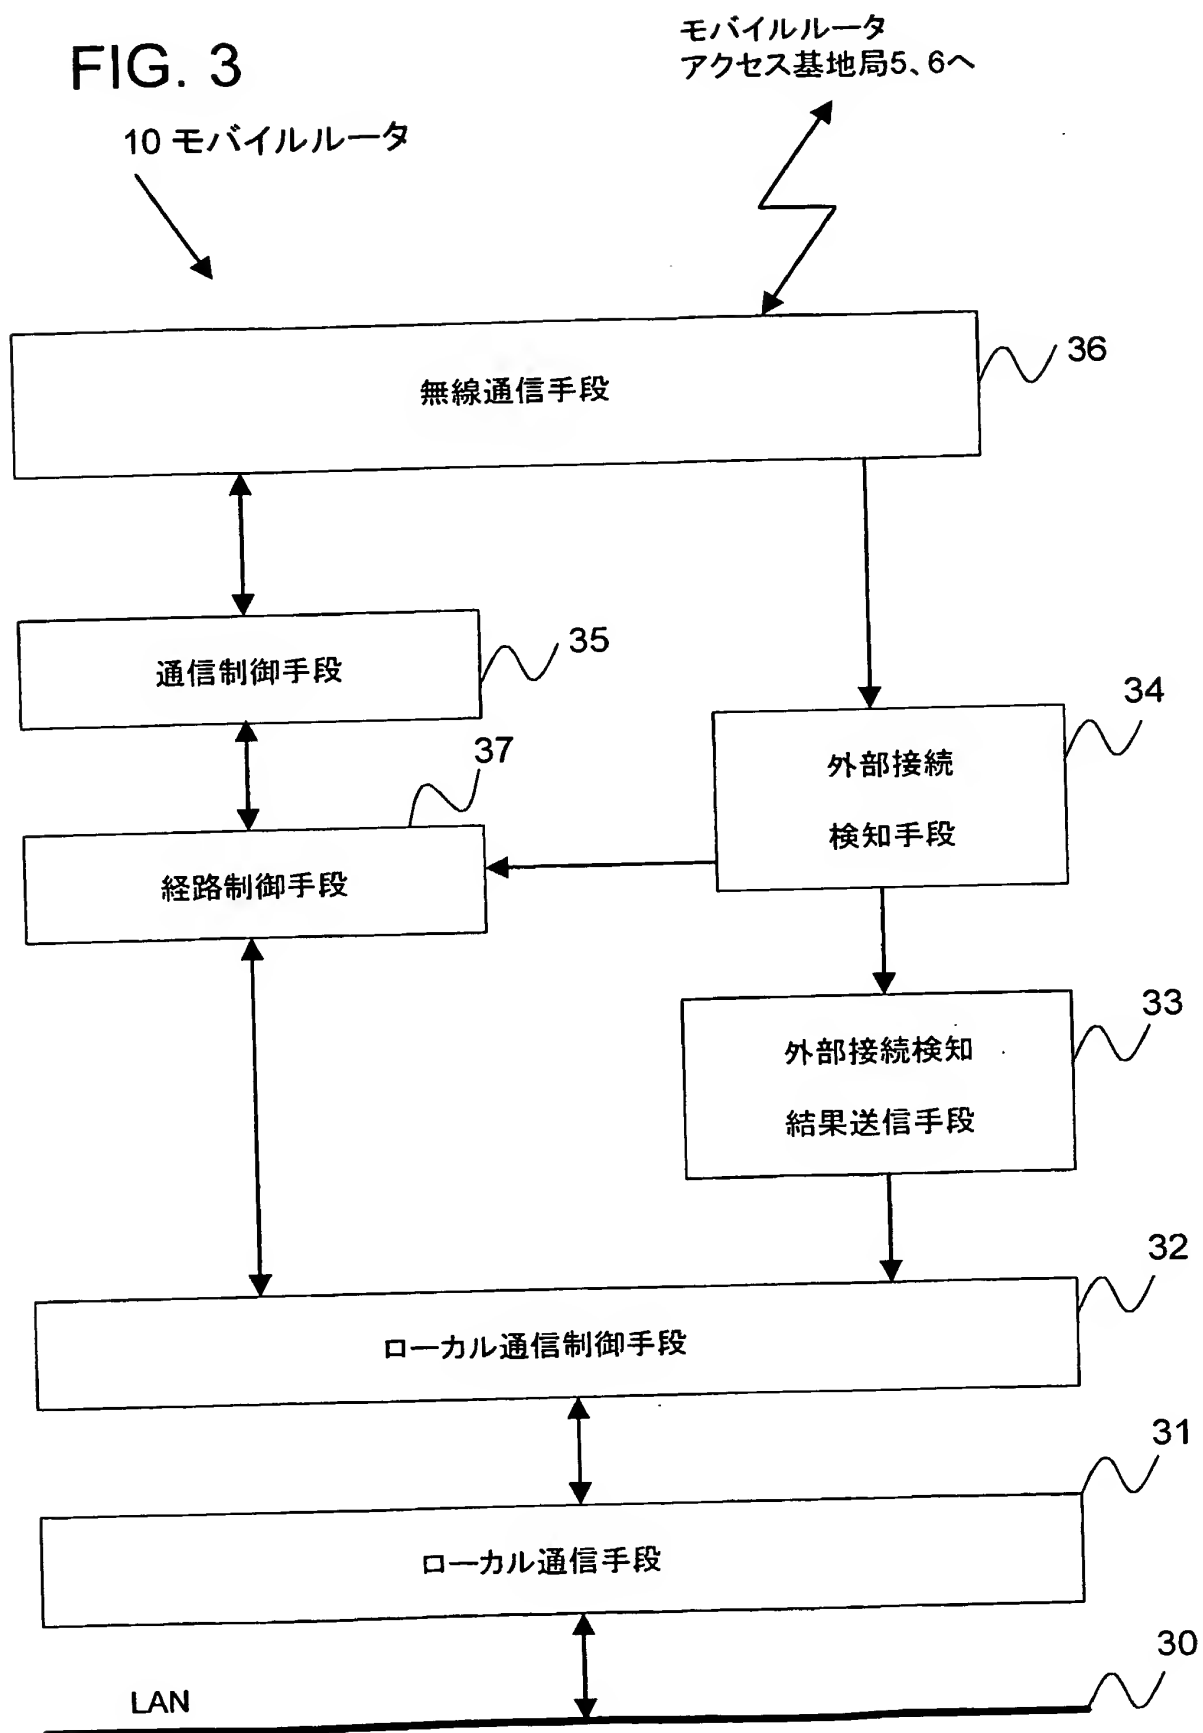 FIG. 3
モバイルルータ
アクセス基地局5、6へ
10 モバイルルータ
36
無線通信手段
35
通信制御手段
34
37
外部接続
検知手段
経路制御手段
33
外部接続検知
結果送信手段
32
ローカル通信制御手段
31
ローカル通信手段
30
LAN